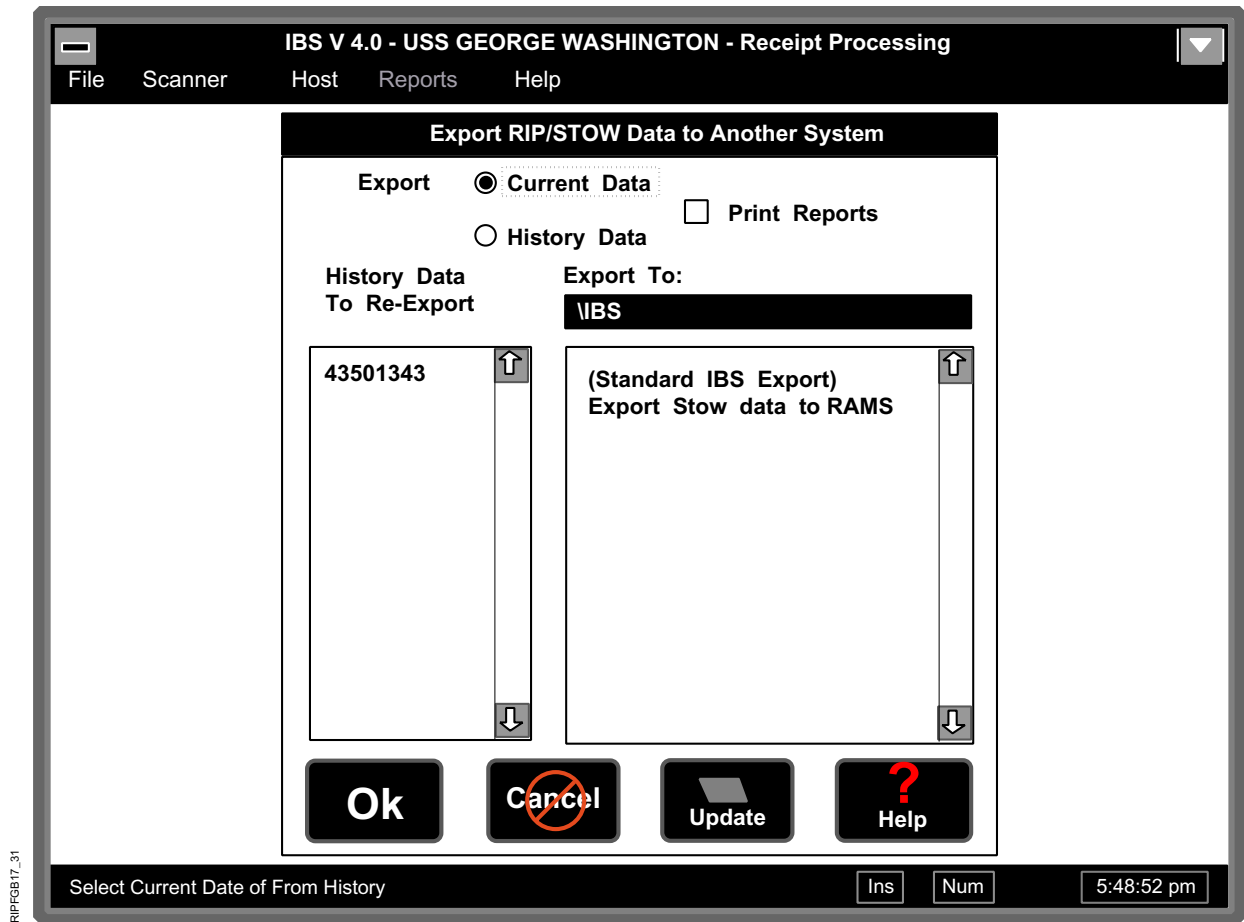 IBS V 4.0 - USS GEORGE WASHINGTON - Receipt Processing
File Scanner Host Reports Help
Export RIP/STOW Data to Another System
Export Current Data
Print Reports
History Data
History Data
To Re-Export
Export To:
\IBS
43501343
(Standard IBS Export)
Export Stow data to RAMS
Ok
Cancel
Update
?
Help
Select Current Date of From History
Ins
Num
5:48:52 pm
RIPFGB17_31